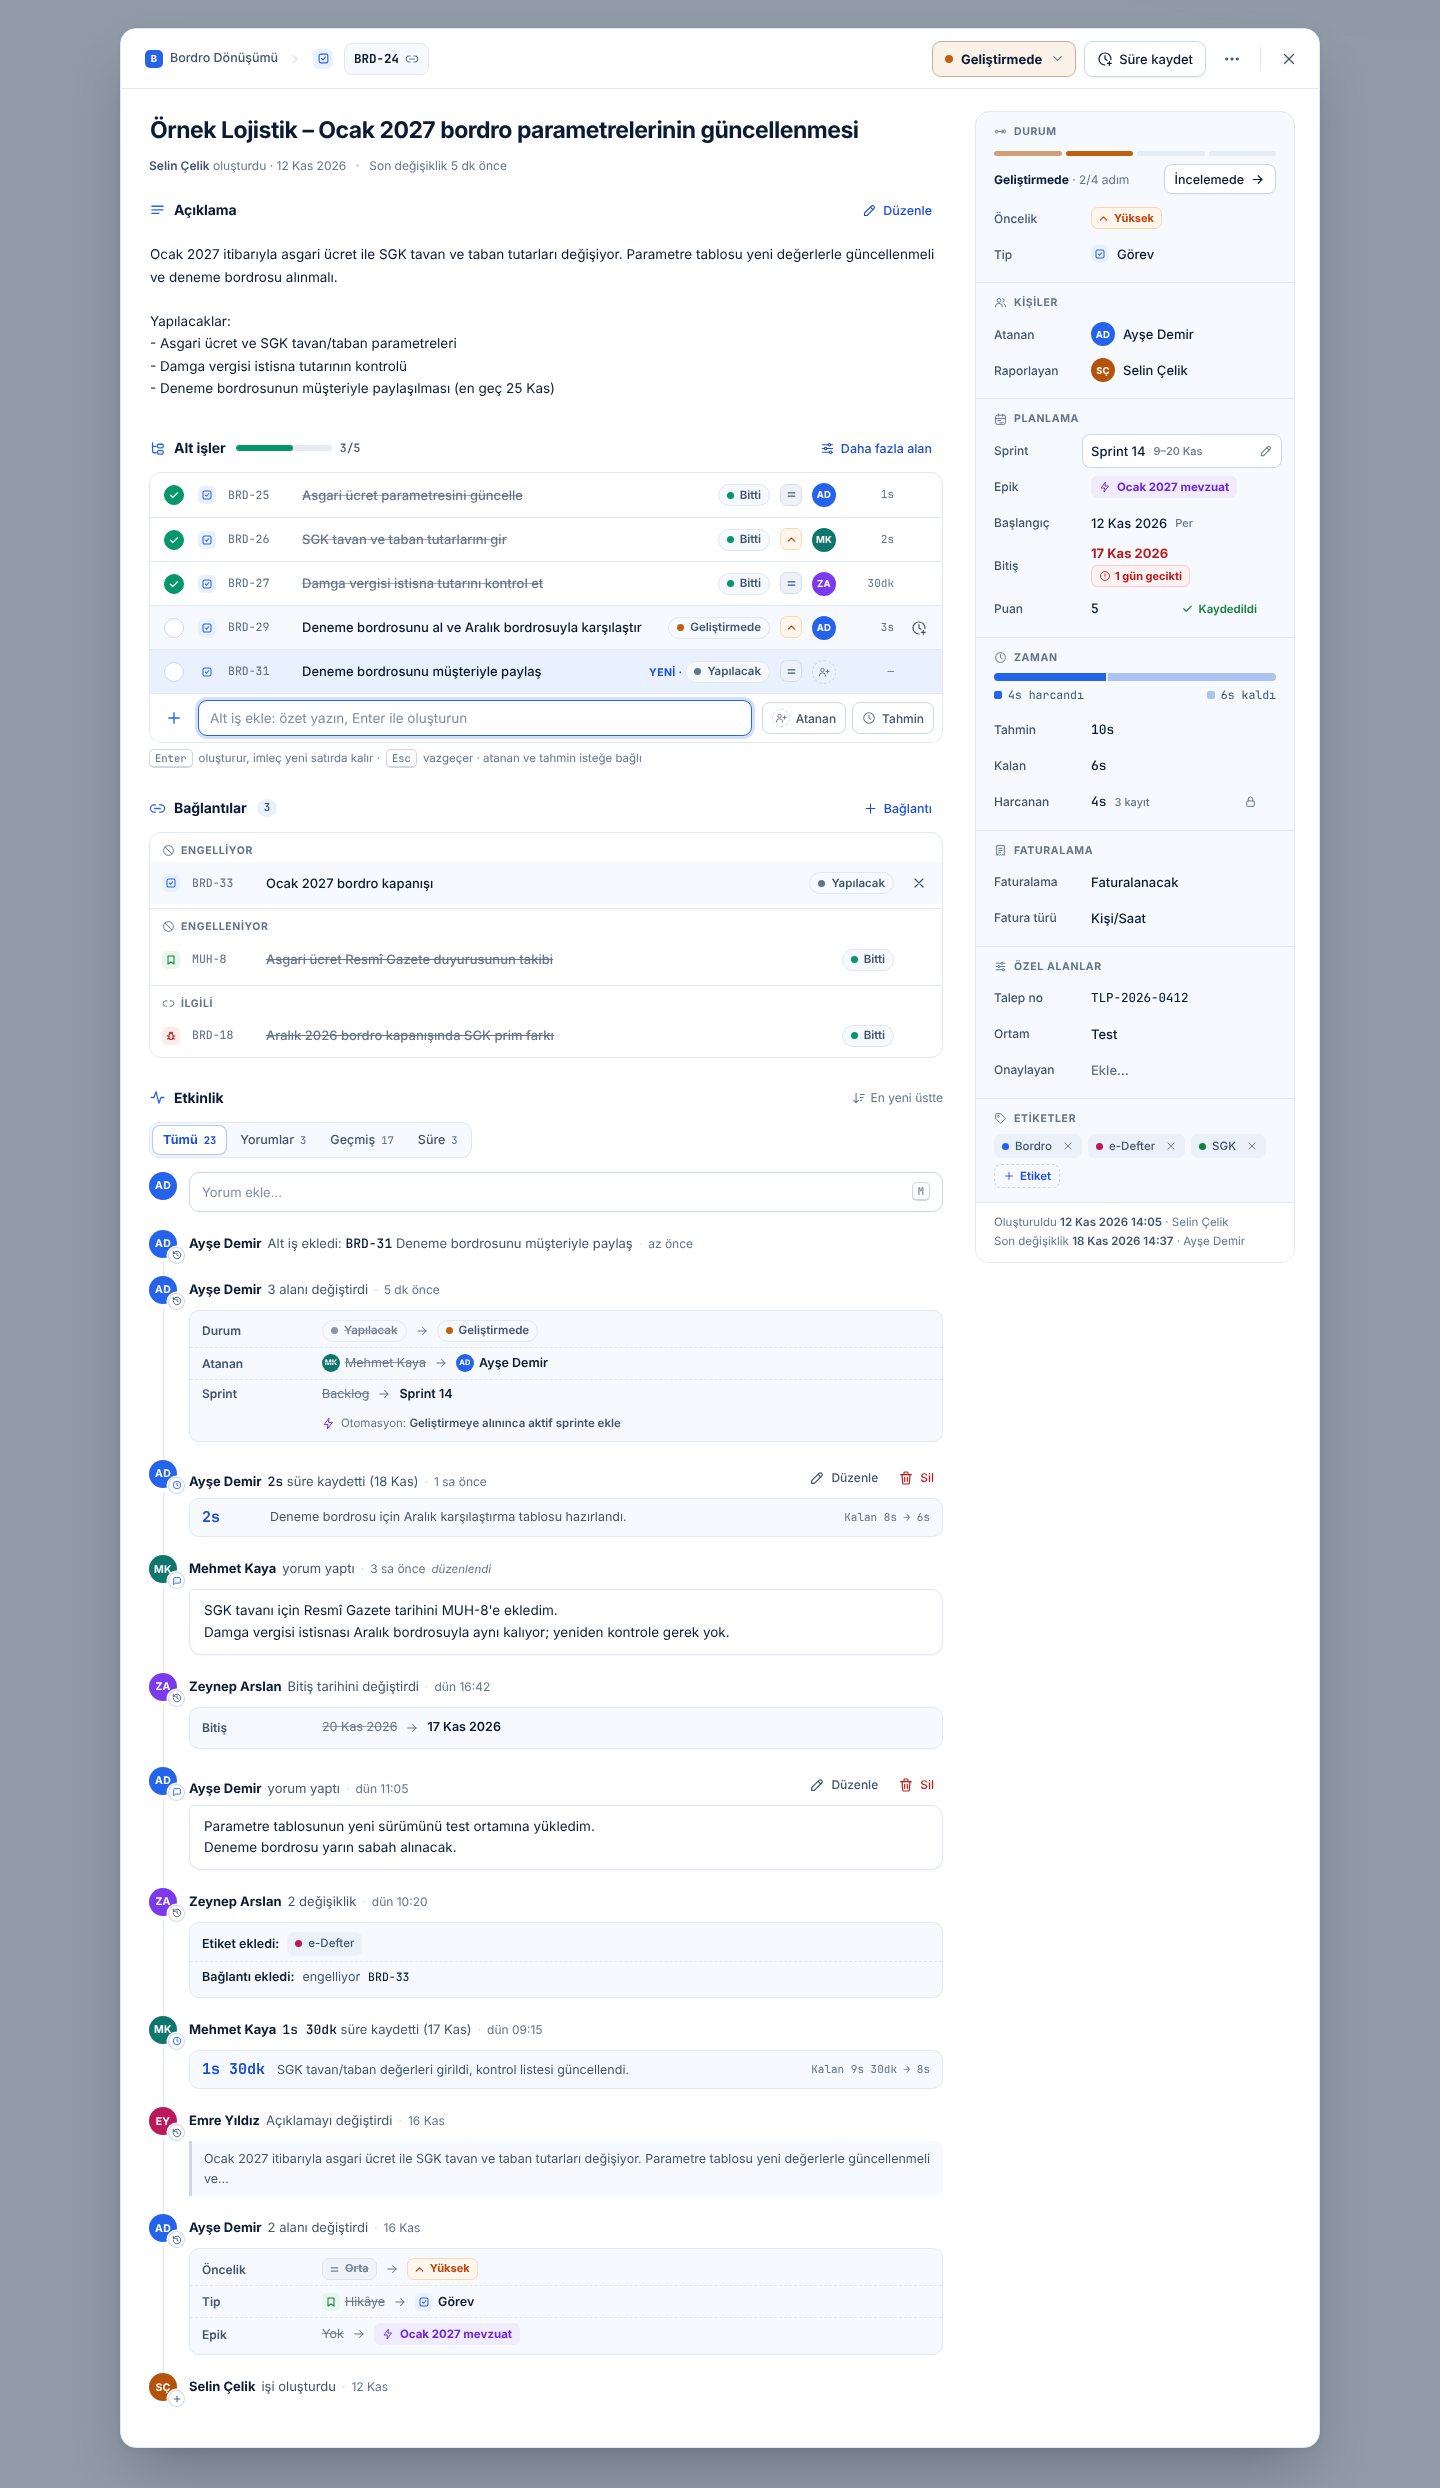 B Bordro Dönüşümü BRD-24 Geliştirmede Süre kaydet
Örnek Lojistik – Ocak 2027 bordro parametrelerinin güncellenmesi
Selin Çelik oluşturdu · 12 Kas 2026 • Son değişiklik 5 dk önce
Açıklama Düzenle
Ocak 2027 itibarıyla asgari ücret ile SGK tavan ve taban tutarları değişiyor. Parametre tablosu yeni değerlerle güncellenmeli
ve deneme bordrosu alınmalı.
Yapılacaklar:
- Asgari ücret ve SGK tavan/taban parametreleri
- Damga vergisi istisna tutarının kontrolü
- Deneme bordrosunun müşteriyle paylaşılması (en geç 25 Kas)
Alt işler 3/5 Daha fazla alan
BRD-25 Asgari ücret parametresini güncelle Bitti AD 1s
BRD-26 SGK tavan ve taban tutarlarını gir Bitti MK 2s
BRD-27 Damga vergisi istisna tutarını kontrol et Bitti ZA 30dk
BRD-29 Deneme bordrosunu al ve Aralık bordrosuyla karşılaştır Geliştirmede AD 3s
BRD-31 Deneme bordrosunu müşteriyle paylaş YENİ · Yapılacak –
Alt iş ekle: özet yazın, Enter ile oluşturun Atanan Tahmin
Enter oluşturur, imleç yeni satırda kalır · Esc vazgeçer · atanan ve tahmin isteğe bağlı
Bağlantılar 3 Bağlantı
ENGELLİYOR
BRD-33 Ocak 2027 bordro kapanışı Yapılacak
ENGELLENİYOR
MUH-8 Asgari ücret Resmî Gazete duyurusunun takibi Bitti
İLGİLİ
BRD-18 Aralık 2026 bordro kapanışında SGK prim farkı Bitti
Etkinlik En yeni üstte
Tümü 23 Yorumlar 3 Geçmiş 17 Süre 3
AD Yorum ekle... M
AD Ayşe Demir Alt iş ekledi: BRD-31 Deneme bordrosunu müşteriyle paylaş · az önce
AD Ayşe Demir 3 alanı değiştirdi · 5 dk önce
Durum Yapılacak → Geliştirmede
Atanan MK Mehmet Kaya → AD Ayşe Demir
Sprint Backlog → Sprint 14
Otomasyon: Geliştirmeye alınınca aktif sprinte ekle
AD Ayşe Demir 2s süre kaydetti (18 Kas) · 1 sa önce Düzenle Sil
2s Deneme bordrosu için Aralık karşılaştırma tablosu hazırlandı. Kalan 8s → 6s
MK Mehmet Kaya yorum yaptı · 3 sa önce düzenlendi
SGK tavanı için Resmî Gazete tarihini MUH-8'e ekledim.
Damga vergisi istisnası Aralık bordrosuyla aynı kalıyor; yeniden kontrole gerek yok.
ZA Zeynep Arslan Bitiş tarihini değiştirdi · dün 16:42
Bitiş 20 Kas 2026 → 17 Kas 2026
AD Ayşe Demir yorum yaptı · dün 11:05 Düzenle Sil
Parametre tablosunun yeni sürümünü test ortamına yükledim.
Deneme bordrosu yarın sabah alınacak.
ZA Zeynep Arslan 2 değişiklik · dün 10:20
Etiket ekledi: e-Defter
Bağlantı ekledi: engelliyor BRD-33
MK Mehmet Kaya 1s 30dk süre kaydetti (17 Kas) · dün 09:15
1s 30dk SGK tavan/taban değerleri girildi, kontrol listesi güncellendi. Kalan 9s 30dk → 8s
EY Emre Yıldız Açıklamayı değiştirdi · 16 Kas
Ocak 2027 itibarıyla asgari ücret ile SGK tavan ve taban tutarları değişiyor. Parametre tablosu yeni değerlerle güncellenmeli
ve...
AD Ayşe Demir 2 alanı değiştirdi · 16 Kas
Öncelik Orta → Yüksek
Tip Hikâye → Görev
Epik Yok → Ocak 2027 mevzuat
SÇ Selin Çelik işi oluşturdu · 12 Kas
DURUM
Geliştirmede · 2/4 adım İncelemede →
Öncelik Yüksek
Tip Görev
KİŞİLER
Atanan AD Ayşe Demir
Raporlayan SÇ Selin Çelik
PLANLAMA
Sprint Sprint 14 9–20 Kas
Epik Ocak 2027 mevzuat
Başlangıç 12 Kas 2026 Per
Bitiş 17 Kas 2026
1 gün gecikti
Puan 5 Kaydedildi
ZAMAN
4s harcandı 6s kaldı
Tahmin 10s
Kalan 6s
Harcanan 4s 3 kayıt
FATURALAMA
Faturalama Faturalanacak
Fatura türü Kişi/Saat
ÖZEL ALANLAR
Talep no TLP-2026-0412
Ortam Test
Onaylayan Ekle...
ETİKETLER
Bordro e-Defter SGK
Etiket
Oluşturuldu 12 Kas 2026 14:05 · Selin Çelik
Son değişiklik 18 Kas 2026 14:37 · Ayşe Demir